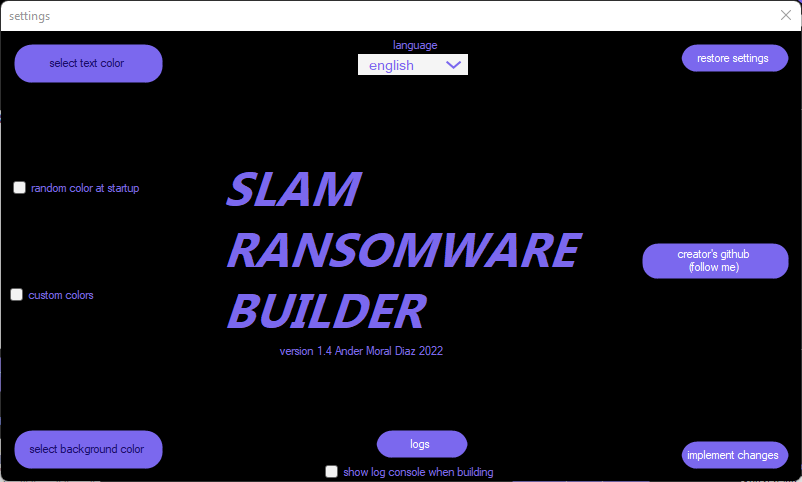 settings
select text color
language
english
restore settings
random color at startup
SLAM
RANSOMWARE
BUILDER
creator's github
(follow me)
custom colors
version 1.4 Ander Moral Diaz 2022
select background color
logs
implement changes
show log console when building